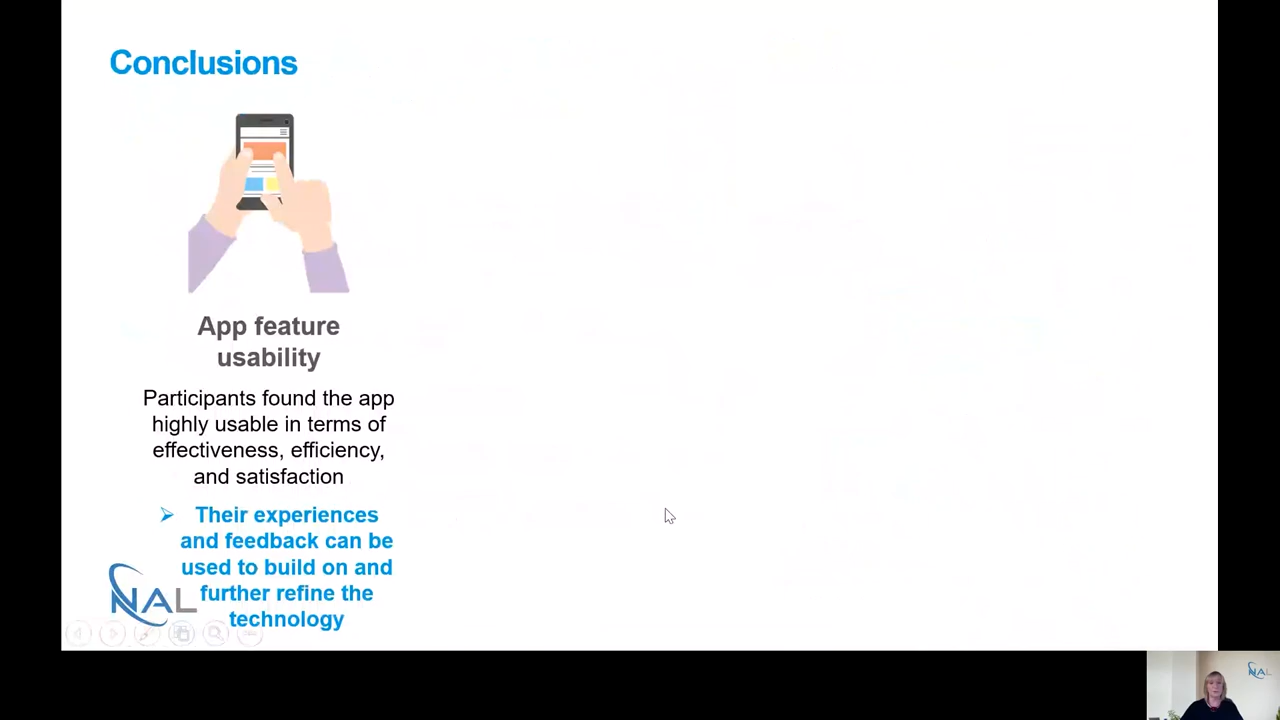 Conclusions
App feature
usability
Participants found the app
highly usable in terms of
effectiveness, efficiency,
and satisfaction
➢ Their experiences
and feedback can be
used to build on and
further refine the
technology
NAL
NAL